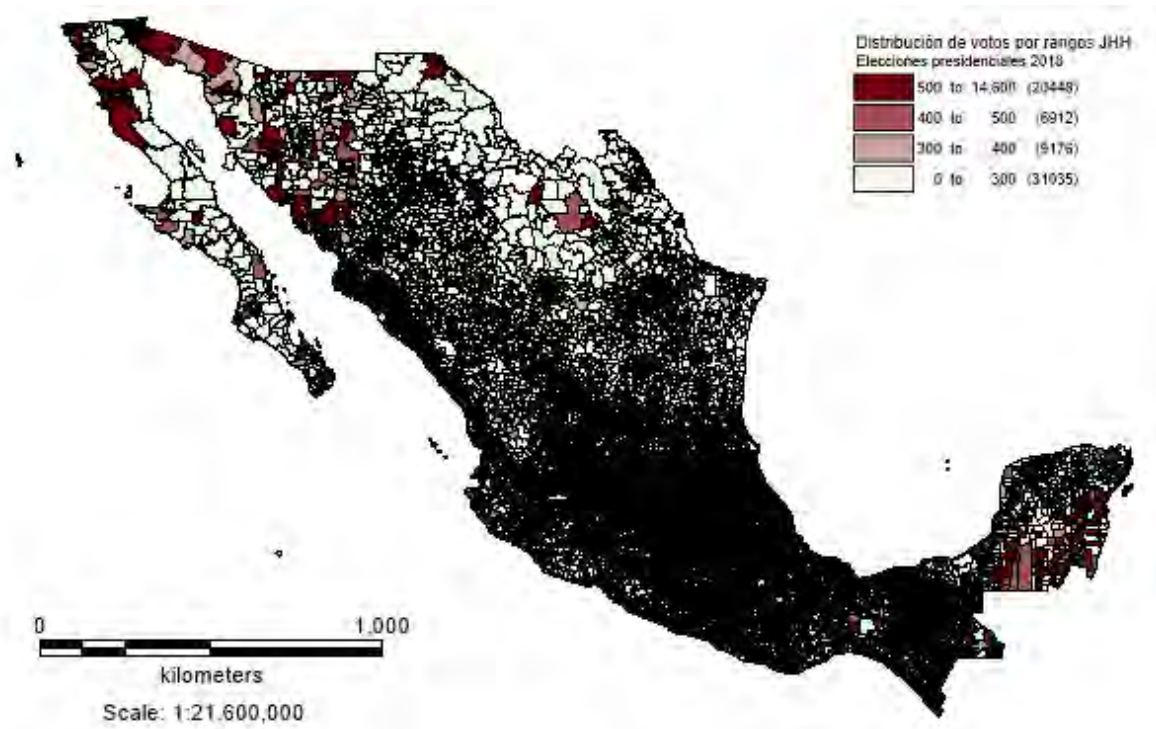 Distribución de votos por rangos JHH
Elecciones presidenciales 2018
500 to 14,600 (20448)
400 to 500 (6912)
300 to 400 (9176)
0 to 300 (31035)
0 1,000
kilometers
Scale: 1:21,600,000